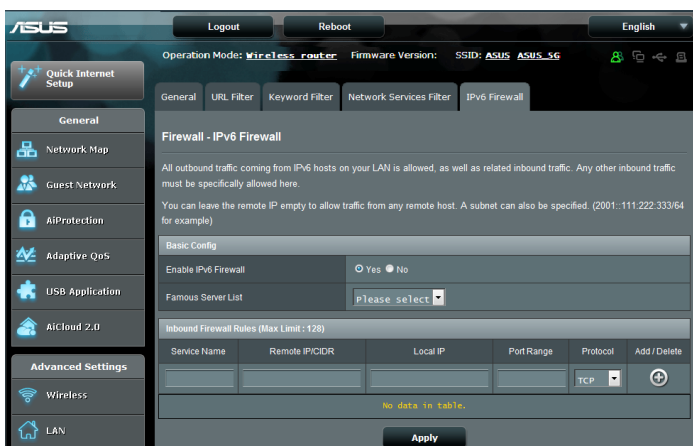 ASUS
Logout
Reboot
English
Operation Mode: Wireless router Firmware Version: SSID: ASUS ASUS_5G
Quick Internet
Setup
General
Network Map
Guest Network
AiProtection
Adaptive QoS
USB Application
AiCloud 2.0
Advanced Settings
Wireless
LAN
General
URL Filter
Keyword Filter
Network Services Filter
IPv6 Firewall
Firewall - IPv6 Firewall
All outbound traffic coming from IPv6 hosts on your LAN is allowed, as well as related inbound traffic. Any other inbound traffic
must be specifically allowed here.
You can leave the remote IP empty to allow traffic from any remote host. A subnet can also be specified. (2001::111:222:333/64
for example)
Basic Config
Enable IPv6 Firewall
Yes No
Famous Server List
Please select
Inbound Firewall Rules (Max Limit : 128)
Service Name Remote IP/CIDR Local IP Port Range Protocol Add / Delete
TCP
No data in table.
Apply